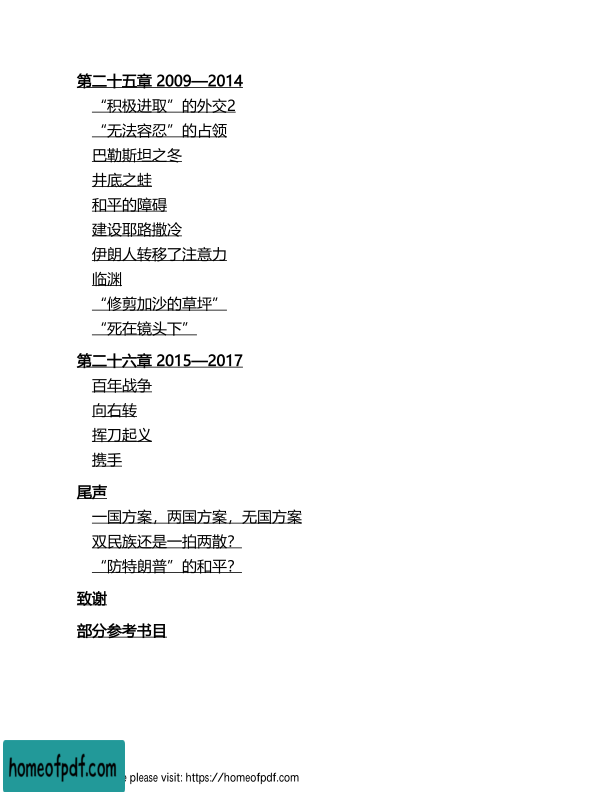 第二十五章 2009—2014
“积极进取”的外交2
“无法容忍”的占领
巴勒斯坦之冬
井底之蛙
和平的障碍
建设耶路撒冷
伊朗人转移了注意力
临渊
“修剪加沙的草坪”
“死在镜头下”
第二十六章 2015—2017
百年战争
向右转
挥刀起义
携手
尾声
一国方案，两国方案，无国方案
双民族还是一拍两散？
“防特朗普”的和平？
致谢
部分参考书目
homeofpdf.com
please visit: https://homeofpdf.com